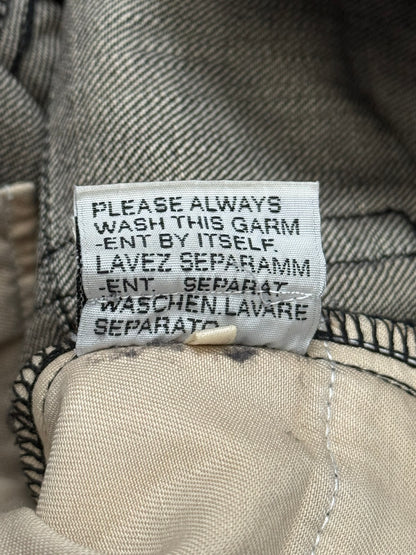 PLEASE ALWAYS
WASH THIS GARM
-ENT BY ITSELF.
LAVEZ SEPARAMM
-ENT. SEPARAT
WASCHEN.LAVARE
SEPARATO